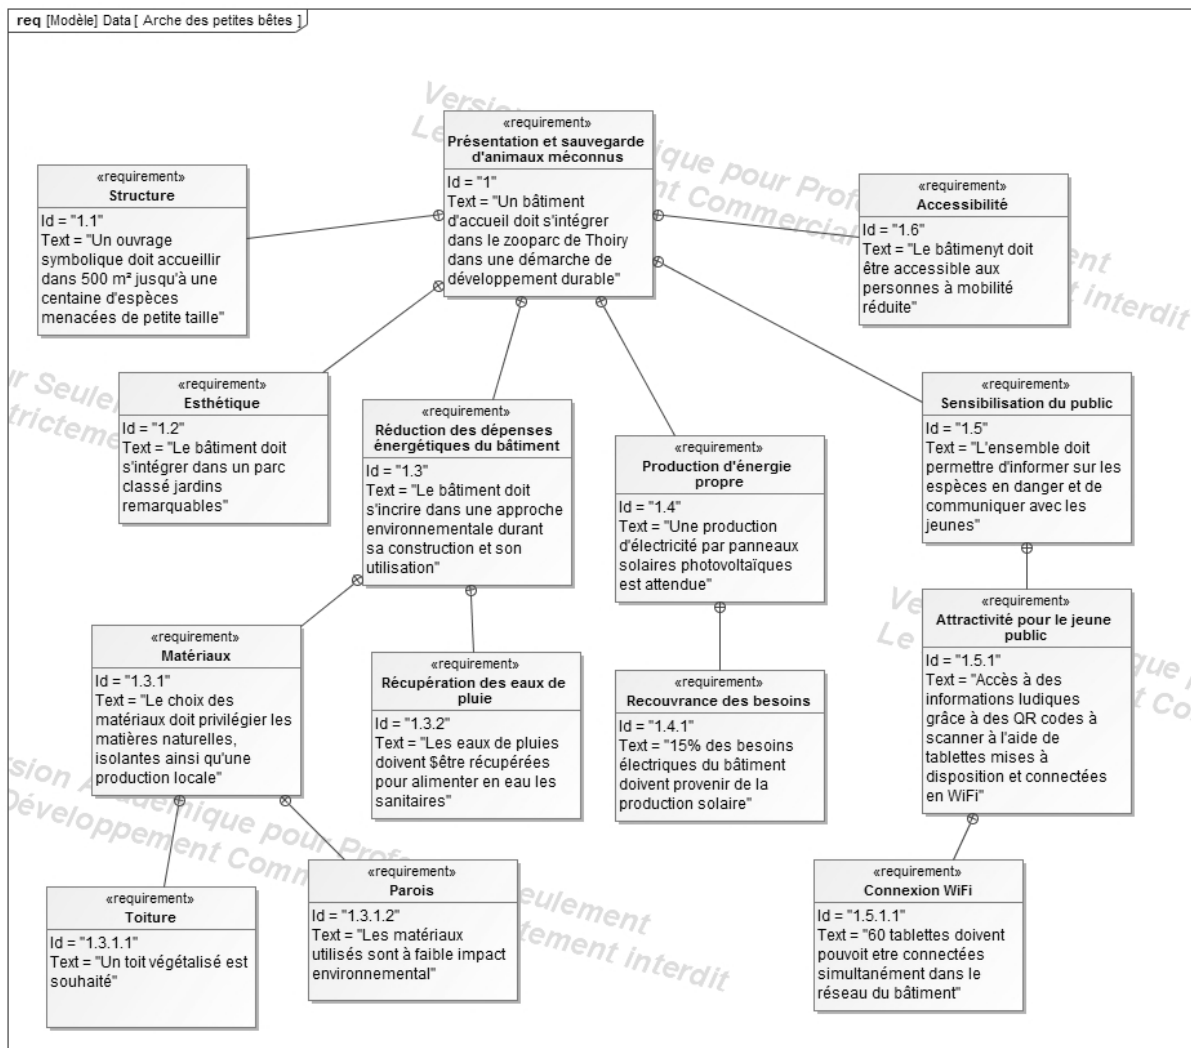 req [Modèle] Data [ Arche des petites bêtes ]
«requirement»
Présentation et sauvegarde
d'animaux méconnus
Id = "1"
Text = "Un bâtiment
d'accueil doit s'intégrer
dans le zooparc de Thoiry
dans une démarche de
développement durable"
«requirement»
Structure
Id = "1.1"
Text = "Un ouvrage
symbolique doit accueillir
dans 500 m² jusqu'à une
centaine d'espèces
menacées de petite taille"
«requirement»
Accessibilité
Id = "1.6"
Text = "Le bâtimenyt doit
être accessible aux
personnes à mobilité
réduite"
«requirement»
Esthétique
Id = "1.2"
Text = "Le bâtiment doit
s'intégrer dans un parc
classé jardins
remarquables"
«requirement»
Réduction des dépenses
énergétiques du bâtiment
Id = "1.3"
Text = "Le bâtiment doit
s'incrire dans une approche
environnementale durant
sa construction et son
utilisation"
«requirement»
Production d'énergie
propre
Id = "1.4"
Text = "Une production
d'électricité par panneaux
solaires photovoltaïques
est attendue"
«requirement»
Sensibilisation du public
Id = "1.5"
Text = "L'ensemble doit
permettre d'informer sur les
espèces en danger et de
communiquer avec les
jeunes"
«requirement»
Matériaux
Id = "1.3.1"
Text = "Le choix des
matériaux doit privilégier les
matières naturelles,
isolantes ainsi qu'une
production locale"
«requirement»
Récupération des eaux de
pluie
Id = "1.3.2"
Text = "Les eaux de pluies
doivent $être récupérées
pour alimenter en eau les
sanitaires"
«requirement»
Recouvrance des besoins
Id = "1.4.1"
Text = "15% des besoins
électriques du bâtiment
doivent provenir de la
production solaire"
«requirement»
Attractivité pour le jeune
public
Id = "1.5.1"
Text = "Accès à des
informations ludiques
grâce à des QR codes à
scanner à l'aide de
tablettes mises à
disposition et connectées
en WiFi"
«requirement»
Toiture
Id = "1.3.1.1"
Text = "Un toit végétalisé est
souhaité"
«requirement»
Parois
Id = "1.3.1.2"
Text = "Les matériaux
utilisés sont à faible impact
environnemental"
«requirement»
Connexion WiFi
Id = "1.5.1.1"
Text = "60 tablettes doivent
pouvoit etre connectées
simultanément dans le
réseau du bâtiment"